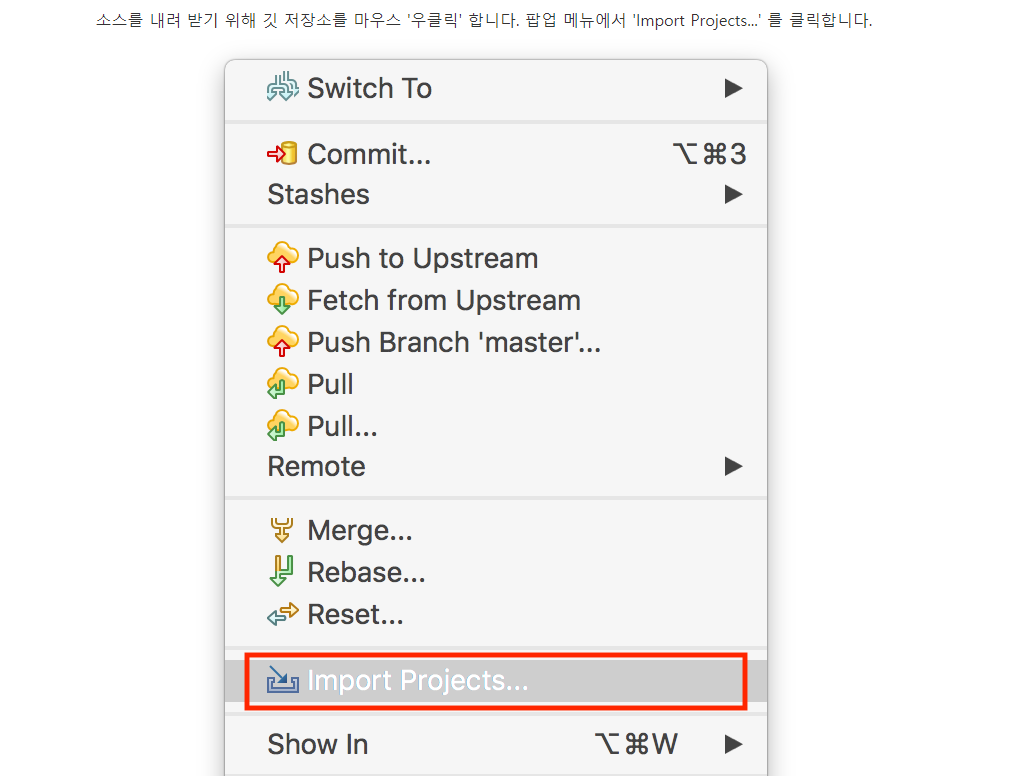 소스를 내려 받기 위해 깃 저장소를 마우스 '우클릭' 합니다. 팝업 메뉴에서 'Import Projects...' 를 클릭합니다.
Switch To ▶
Commit... ⌥⌘3
Stashes ▶
Push to Upstream
Fetch from Upstream
Push Branch 'master'...
Pull
Pull...
Remote ▶
Merge...
Rebase...
Reset...
Import Projects...
Show In ⌥⌘W ▶